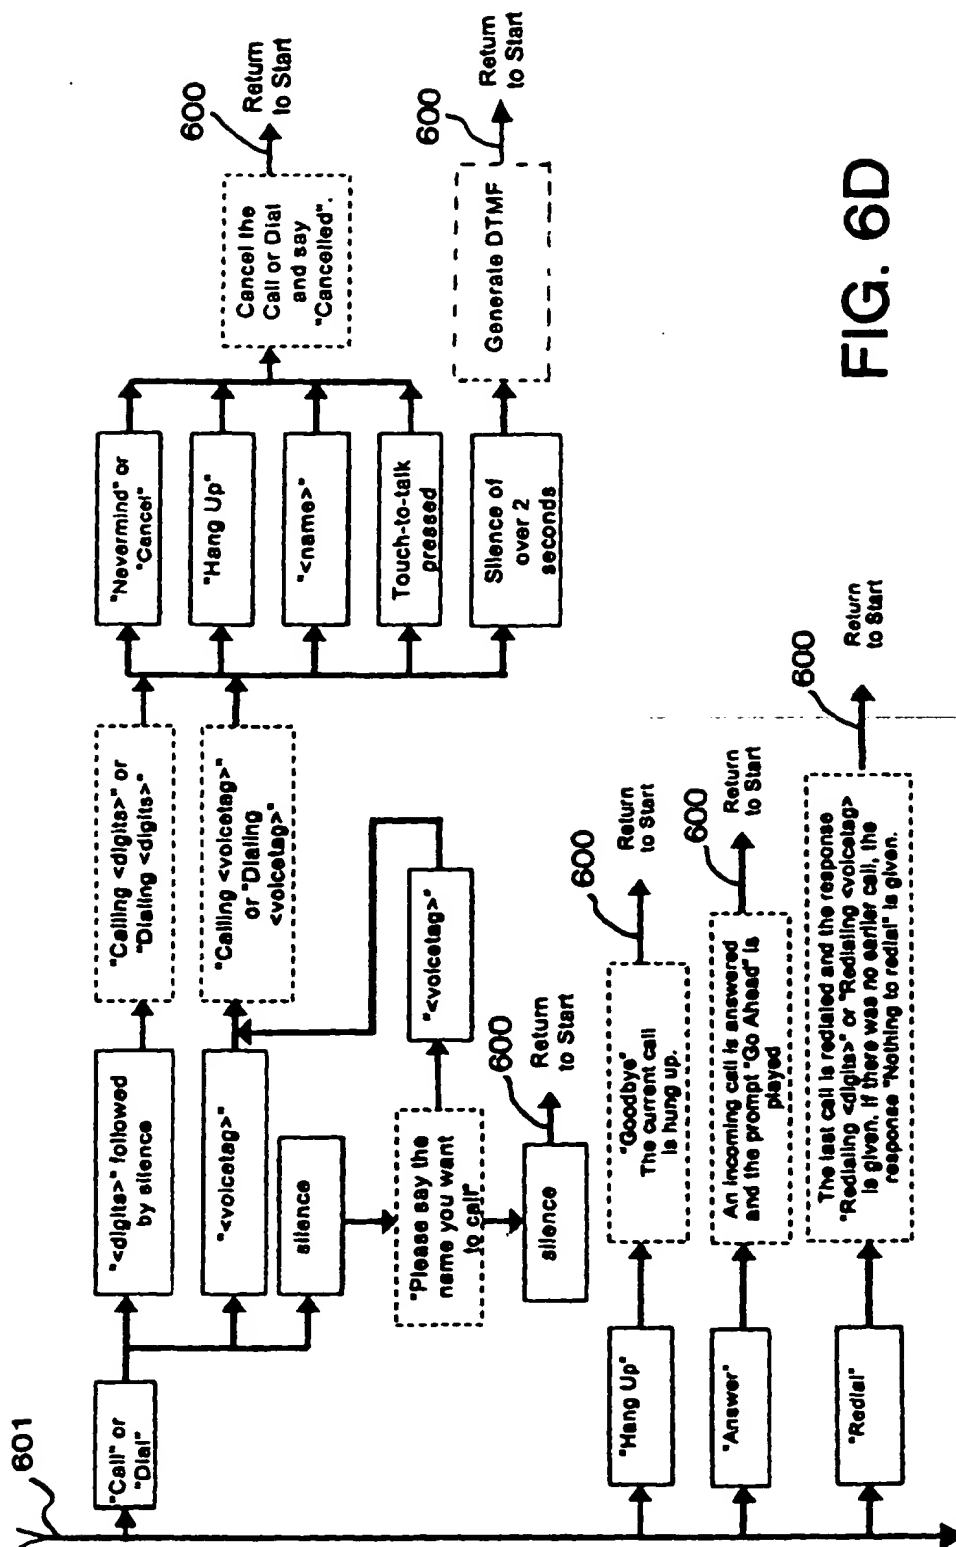 601
"Call" or
"Dial"
"<digits>" followed
by silence
"Calling <digits>" or
"Dialing <digits>"
"<voicetag>"
"Calling <voicetag>"
or "Dialing
<voicetag>"
silence
"Please say the
name you want
to call"
"<voicetag>"
silence
600
Return
to Start
"Nevermind" or
"Cancel"
"Hang Up"
"<name>"
Touch-to-talk
pressed
Silence of
over 2
seconds
Cancel the
Call or Dial
and say
"Cancelled".
600
Return
to Start
Generate DTMF
600
Return
to Start
"Hang Up"
"Goodbye"
The current call
is hung up.
600
Return
to Start
"Answer"
An incoming call is answered
and the prompt "Go Ahead" is
played
600
Return
to Start
"Redial"
The last call is redialed and the response
"Redialing <digits>" or "Redialing <voicetag>
is given. If there was no earlier call, the
response "Nothing to redial" is given.
600
Return
to Start
FIG. 6D